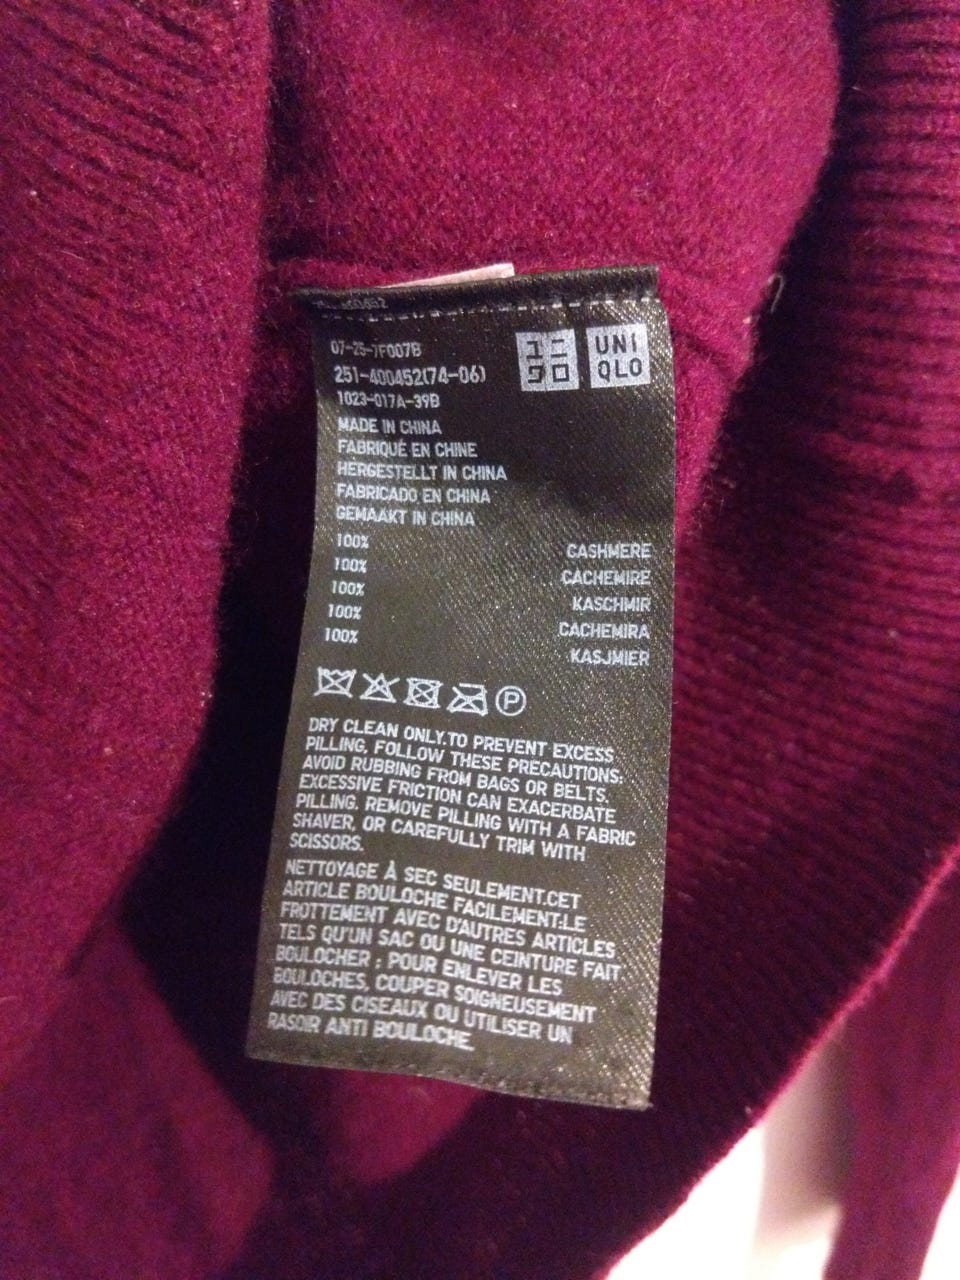 07-25-1F007B
251-400452(74-06)
1023-017A-39B
UNI
QLO
MADE IN CHINA
FABRIQUÉ EN CHINE
HERGESTELLT IN CHINA
FABRICADO EN CHINA
GEMAAKT IN CHINA
100% CASHMERE
100% CACHEMIRE
100% KASCHMIR
100% CACHEMIRA
100% KASJMIER
P
DRY CLEAN ONLY.TO PREVENT EXCESS
PILLING, FOLLOW THESE PRECAUTIONS:
AVOID RUBBING FROM BAGS OR BELTS,
EXCESSIVE FRICTION CAN EXACERBATE
PILLING. REMOVE PILLING WITH A FABRIC
SHAVER, OR CAREFULLY TRIM WITH
SCISSORS.
NETTOYAGE À SEC SEULEMENT.CET
ARTICLE BOULOCHE FACILEMENT:LE
FROTTEMENT AVEC D'AUTRES ARTICLES
TELS QU'UN SAC OU UNE CEINTURE FAIT
BOULOCHER ; POUR ENLEVER LES
BOULOCHES, COUPER SOIGNEUSEMENT
AVEC DES CISEAUX OU UTILISER UN
RASOIR ANTI BOULOCHE.